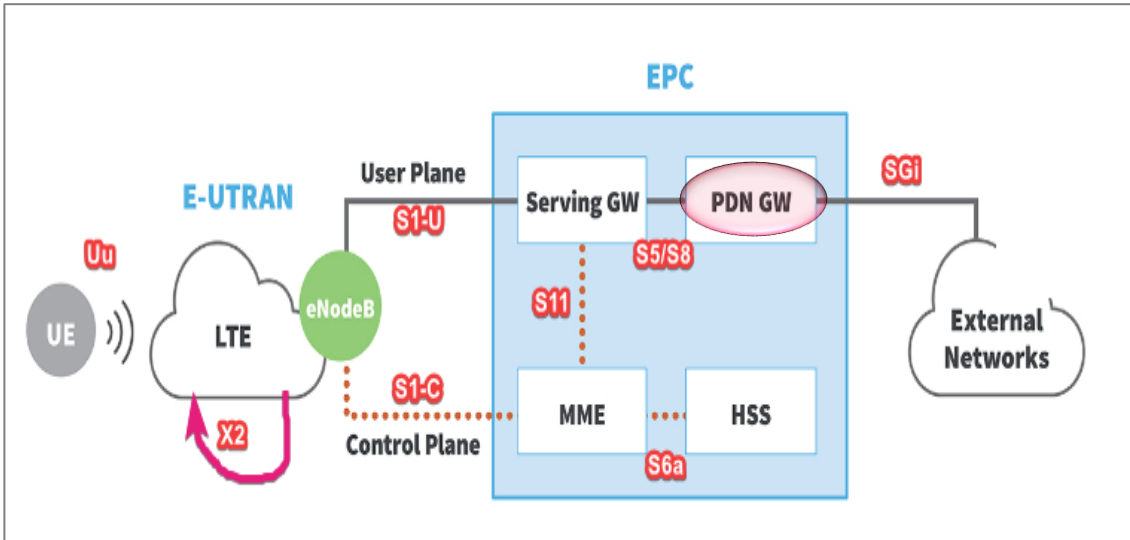 EPC
User Plane
SGi
E-UTRAN
Serving GW
PDN GW
S1-U
Uu
S5/S8
eNodeB
S11
UE
LTE
External
Networks
S1-C
MME
HSS
X2
Control Plane
S6a